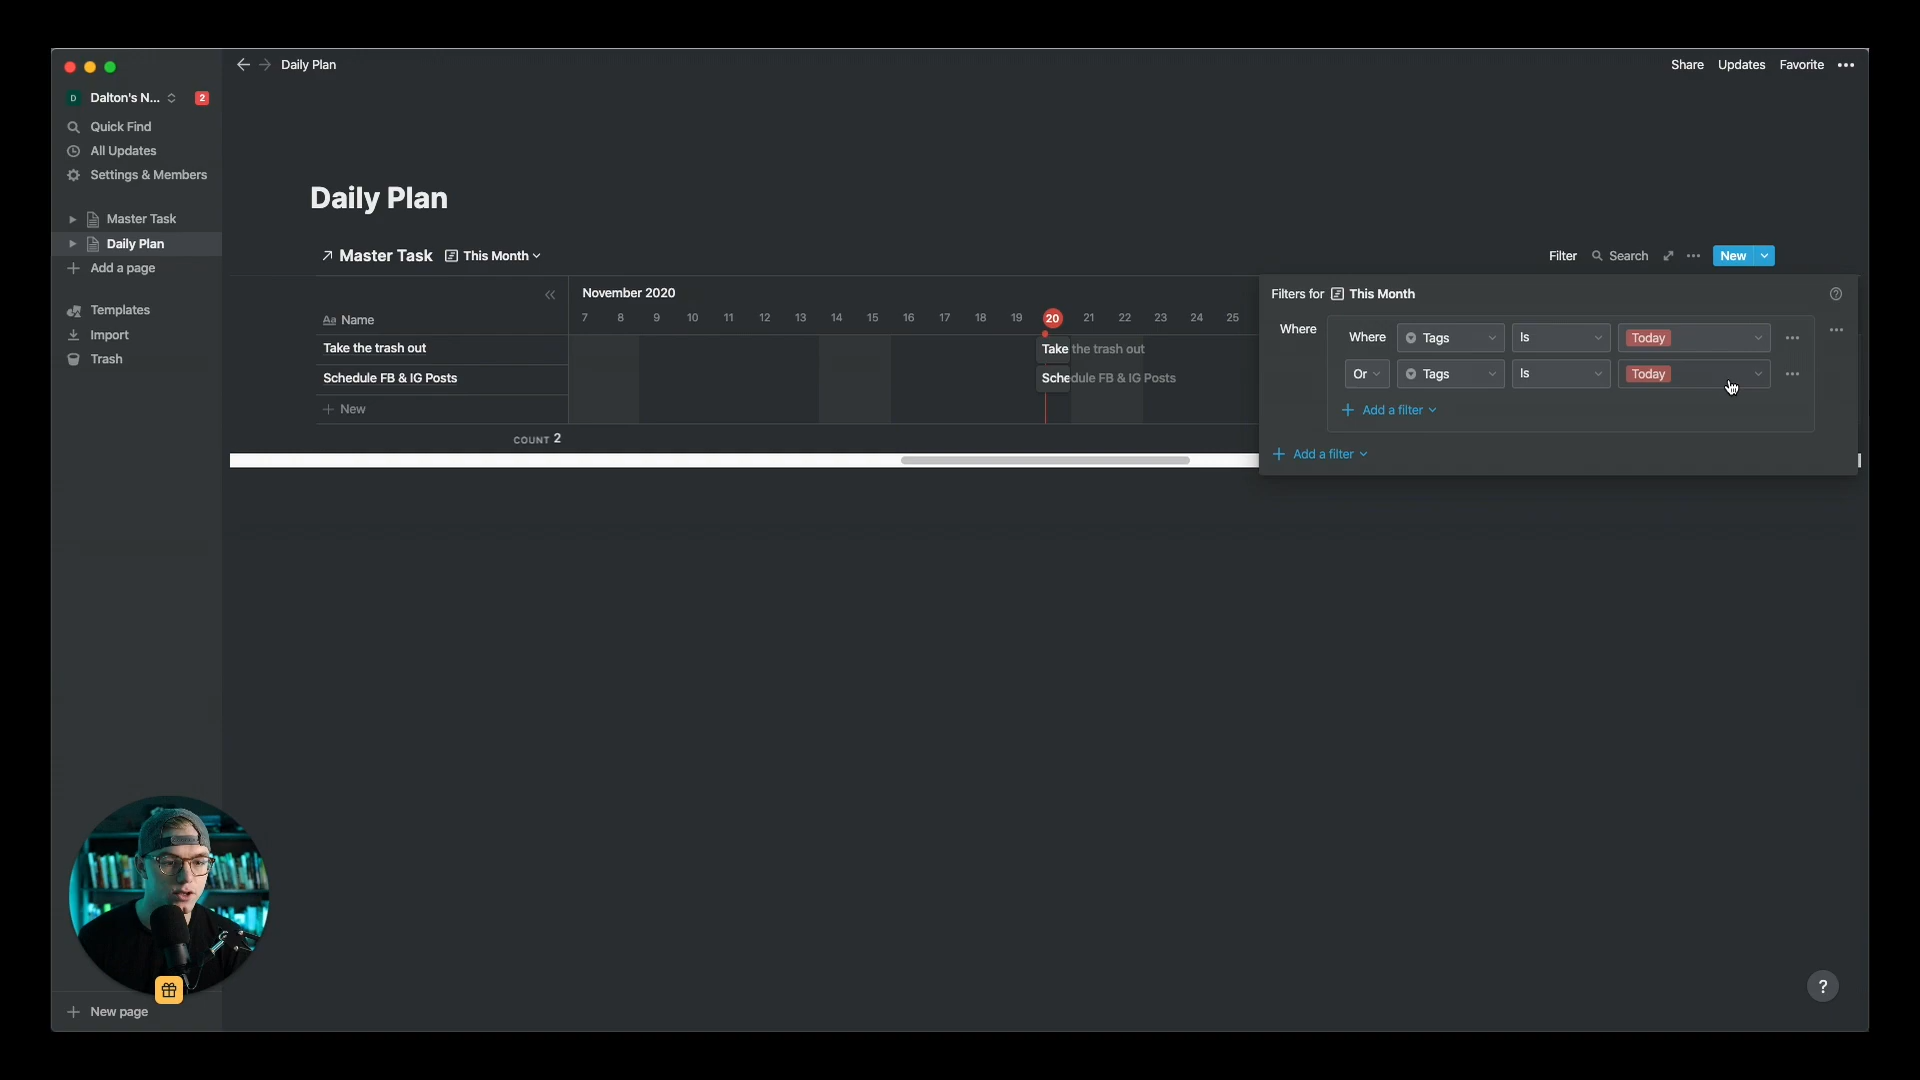 Daily Plan
Share Updates Favorite
D Dalton's N... 2
Quick Find
All Updates
Settings & Members
Master Task
Daily Plan
Add a page
Templates
Import
Trash
New page
Daily Plan
Master Task This Month
Filter Search New
November 2020
Aa Name 7 8 9 10 11 12 13 14 15 16 17 18 19 20 21 22 23 24 25
Take the trash out Take the trash out
Schedule FB & IG Posts Schedule FB & IG Posts
New
COUNT 2
Filters for This Month
Where Where Tags Is Today
Or Tags Is Today
Add a filter
Add a filter
?